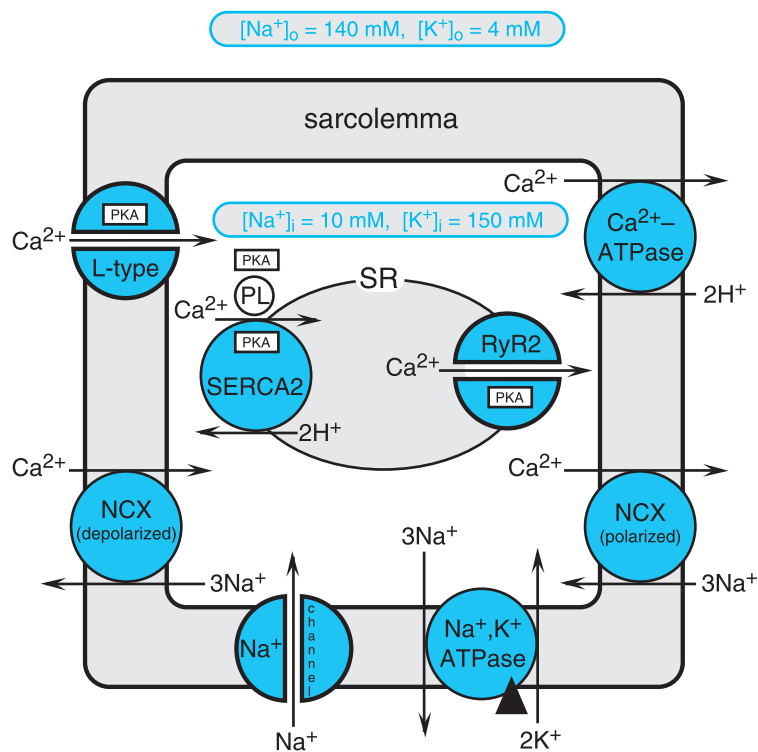 [Na⁺]o = 140 mM, [K⁺]o = 4 mM
sarcolemma
Ca²⁺
Ca²⁺–
ATPase
2H⁺
PKA
Ca²⁺
L-type
[Na⁺]i = 10 mM, [K⁺]i = 150 mM
PKA
PL
SR
Ca²⁺
PKA
SERCA2
2H⁺
RyR2
Ca²⁺
PKA
Ca²⁺
NCX
(depolarized)
3Na⁺
Ca²⁺
NCX
(polarized)
3Na⁺
Na⁺
channel
Na⁺
3Na⁺
Na⁺,K⁺
ATPase
2K⁺